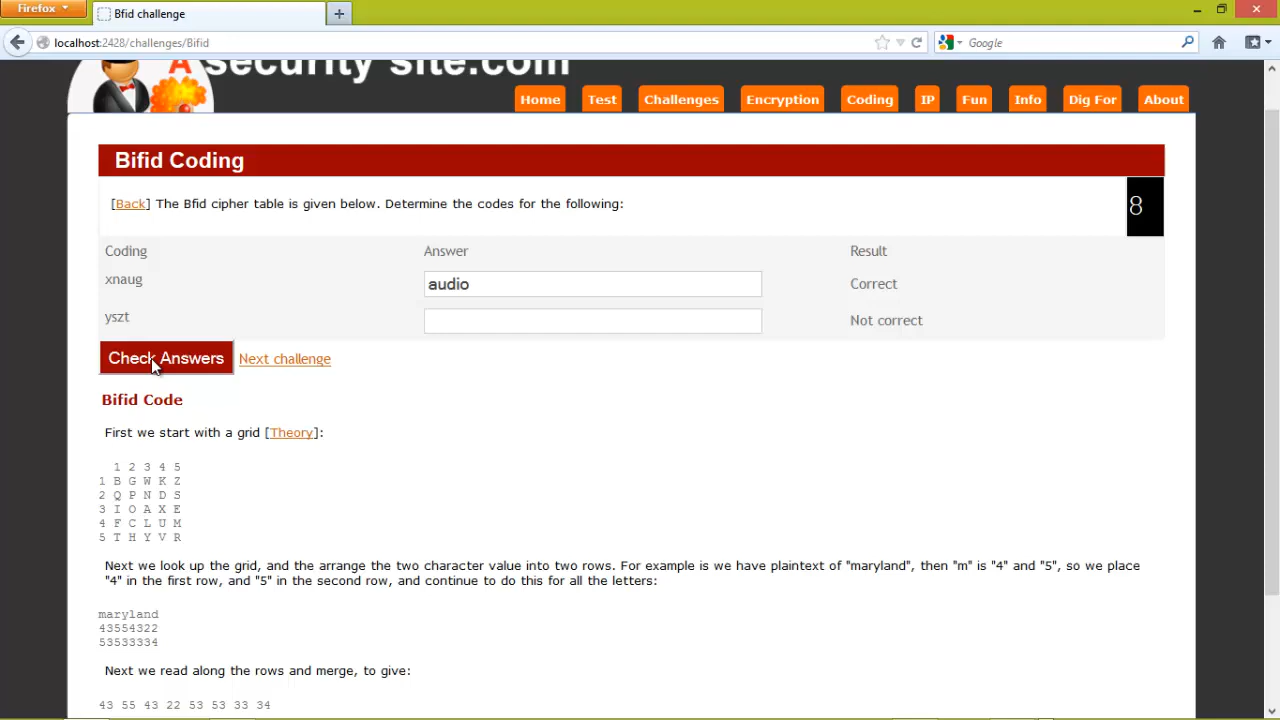 Firefox
Bfid challenge
localhost:2428/challenges/Bifid
Google
A security site.com
Home Test Challenges Encryption Coding IP Fun Info Dig For About
Bifid Coding
[Back] The Bfid cipher table is given below. Determine the codes for the following:
8
Coding Answer Result
xnaug audio Correct
yszt Not correct
Check Answers Next challenge
Bifid Code
First we start with a grid [Theory]:
1 2 3 4 5
1 B G W K Z
2 Q P N D S
3 I O A X E
4 F C L U M
5 T H Y V R
Next we look up the grid, and the arrange the two character value into two rows. For example is we have plaintext of "maryland", then "m" is "4" and "5", so we place
"4" in the first row, and "5" in the second row, and continue to do this for all the letters:
maryland
43554322
53533334
Next we read along the rows and merge, to give:
43 55 43 22 53 53 33 34